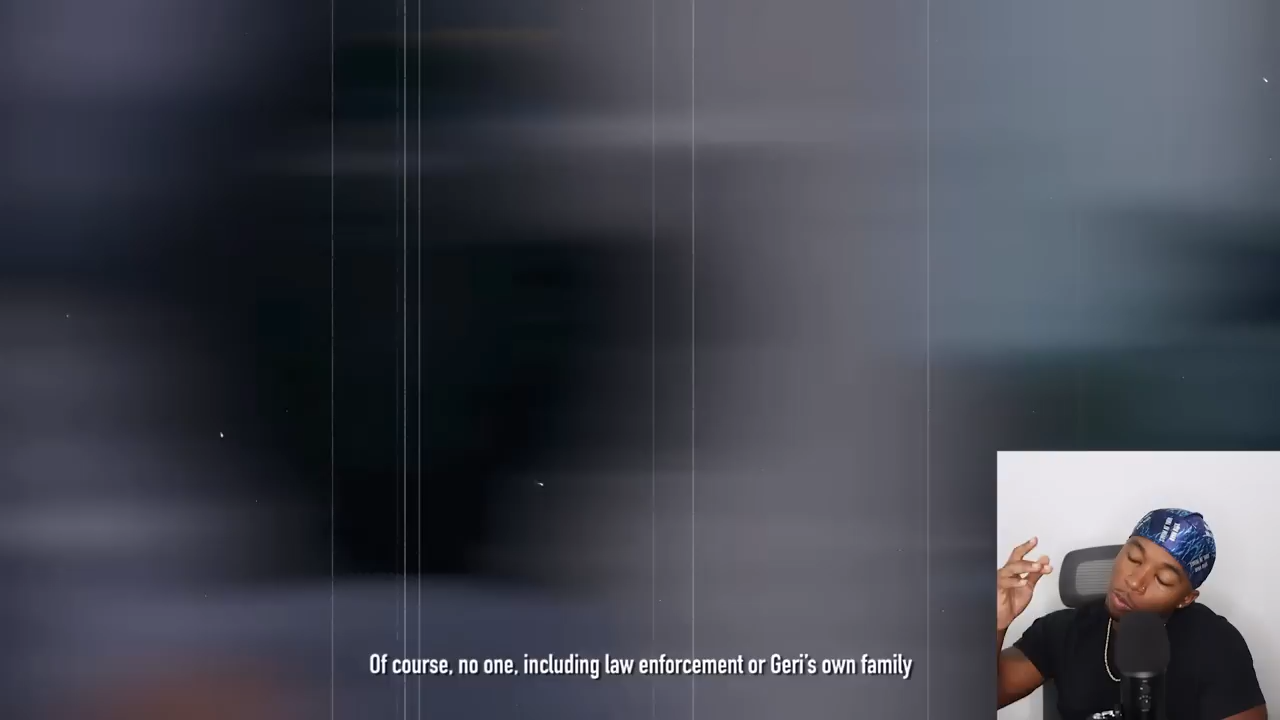 Of course, no one, including law enforcement or Geri's own family